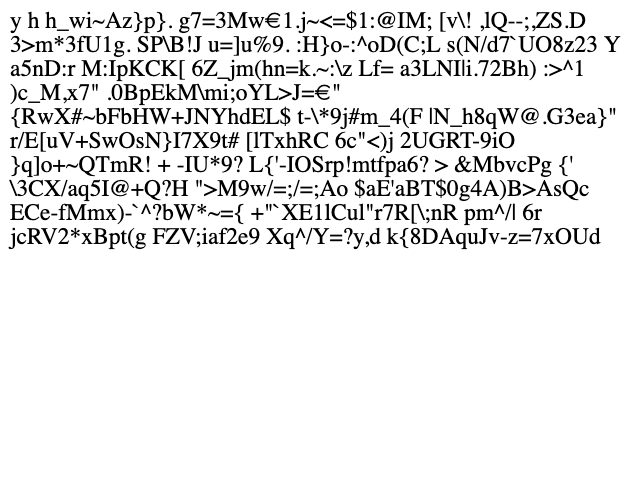 y h h_wi~Az}p}. g7=3Mw€1.j~<=$1:@IM; [v\! ,lQ--;,ZS.D
3>m*3fU1g. SP\B!J u=]u%9. :H}o-:^oD(C;L s(N/d7`UO8z23 Y
a5nD:r M:IpKCK[ 6Z_jm(hn=k.~:\z Lf= a3LNI|i.72Bh) :>^1
)c_M,x7" .0BpEkM\mi;oYL>J=€"
{RwX#~bFbHW+JNYhdEL$ t-\*9j#m_4(F |N_h8qW@.G3ea}"
r/E[uV+SwOsN}I7X9t# [lTxhRC 6c"<)j 2UGRT-9iO
}q]o+~QTmR! + -IU*9? L{'-IOSrp!mtfpa6? > &MbvcPg {'
\3CX/aq5I@+Q?H ">M9w/=;/=;Ao $aE'aBT$0g4A)B>AsQc
ECe-fMmx)-`^?bW*~={ +"`XE1lCul"r7R[\;nR pm^/| 6r
jcRV2*xBpt(g FZV;iaf2e9 Xq^/Y=?y,d k{8DAquJv-z=7xOUd